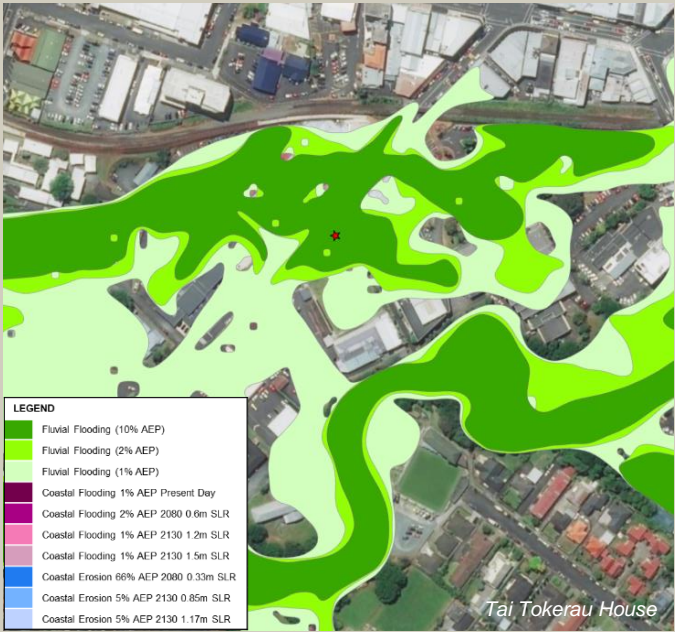 LEGEND
Fluvial Flooding (10% AEP)
Fluvial Flooding (2% AEP)
Fluvial Flooding (1% AEP)
Coastal Flooding 1% AEP Present Day
Coastal Flooding 2% AEP 2080 0.6m SLR
Coastal Flooding 1% AEP 2130 1.2m SLR
Coastal Flooding 1% AEP 2130 1.5m SLR
Coastal Erosion 66% AEP 2080 0.33m SLR
Coastal Erosion 5% AEP 2130 0.85m SLR
Coastal Erosion 5% AEP 2130 1.17m SLR
Tai Tokerau House